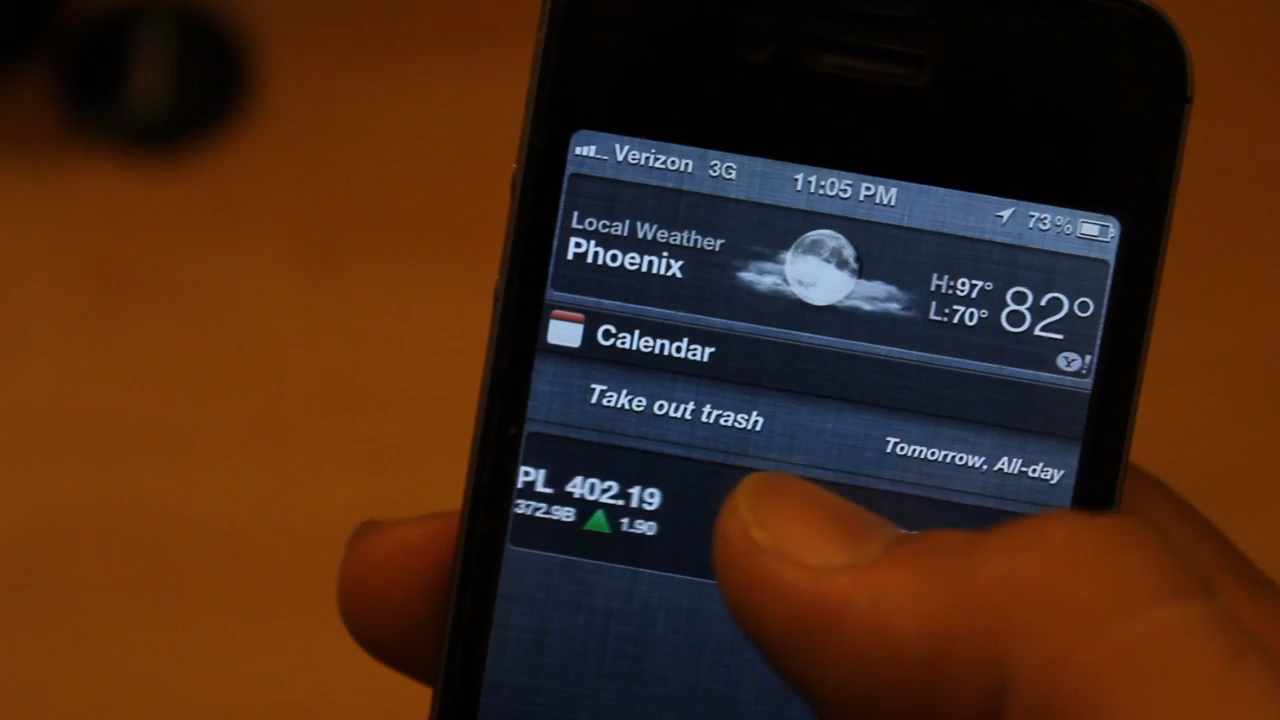 Verizon 3G 11:05 PM 73%
Local Weather
Phoenix
H:97°
L:70°
82°
Y!
Calendar
Take out trash
Tomorrow, All-day
PL 402.19
372.9B 1.90